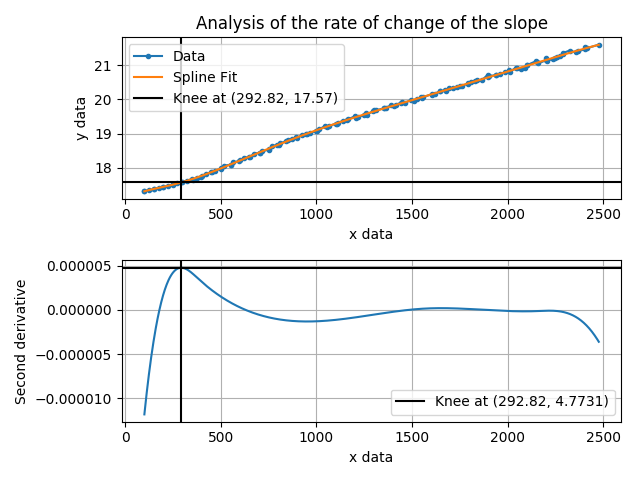 Analysis of the rate of change of the slope
Data
Spline Fit
Knee at (292.82, 17.57)
y data
21
20
19
18
0 500 1000 1500 2000 2500
x data
Second derivative
0.000005
0.000000
−0.000005
−0.000010
Knee at (292.82, 4.7731)
0 500 1000 1500 2000 2500
x data